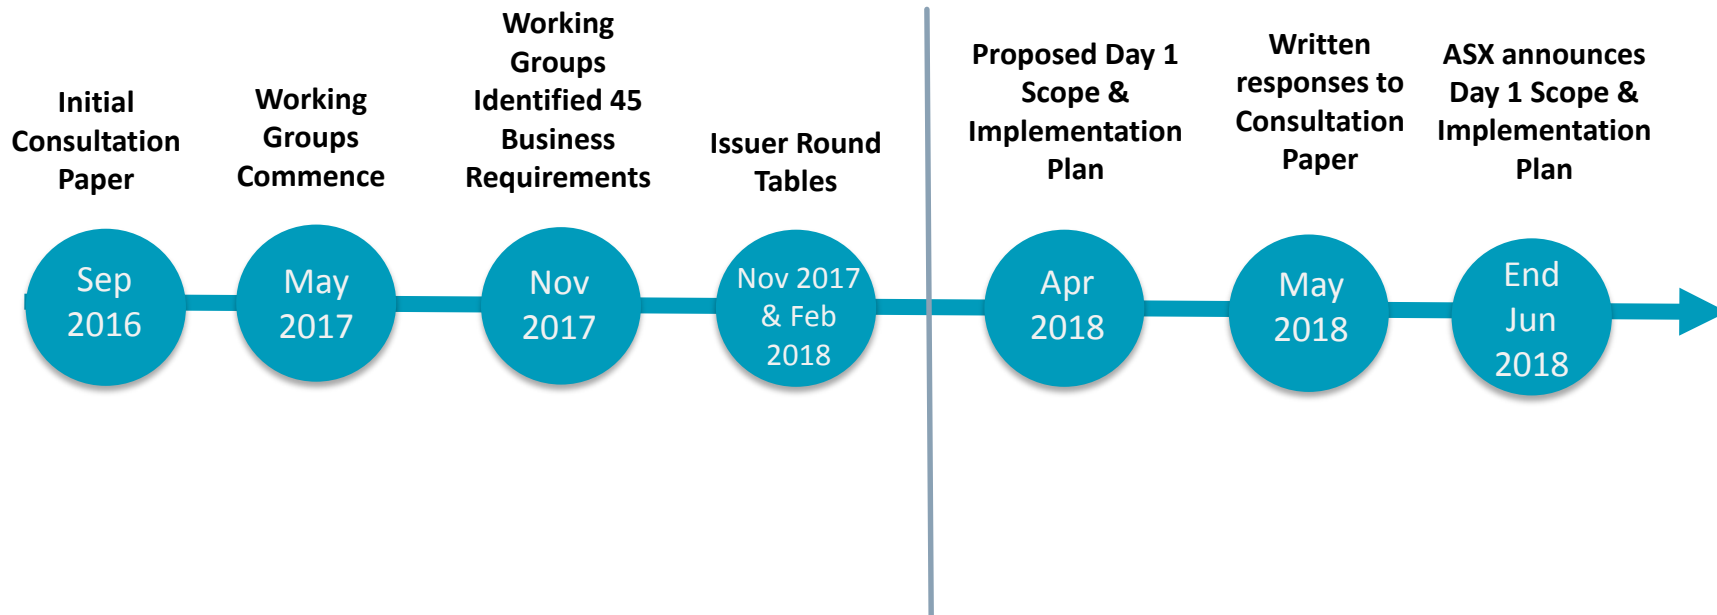 Initial
Consultation
Paper
Working
Groups
Commence
Working
Groups
Identified 45
Business
Requirements
Issuer Round
Tables
Proposed Day 1
Scope &
Implementation
Plan
Written
responses to
Consultation
Paper
ASX announces
Day 1 Scope &
Implementation
Plan
Sep
2016
May
2017
Nov
2017
Nov 2017
& Feb
2018
Apr
2018
May
2018
End
Jun
2018